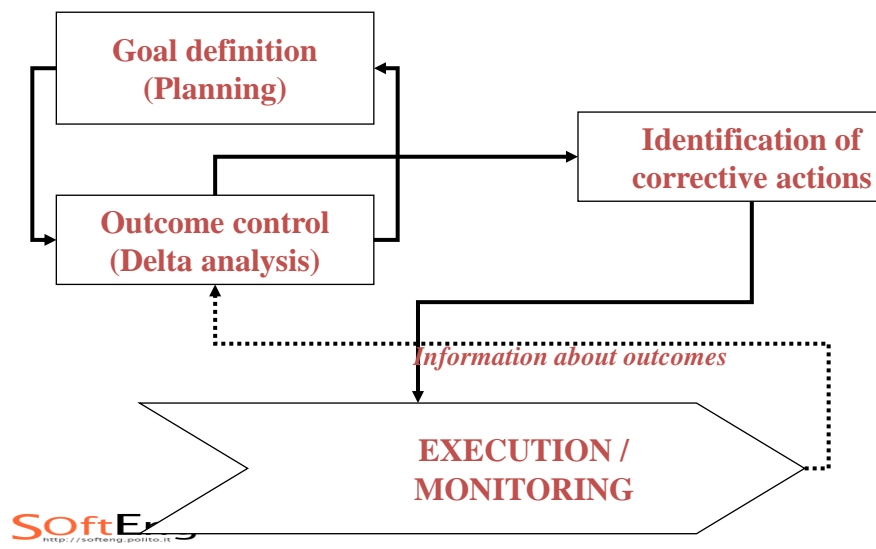 Goal definition
(Planning)
Identification of
corrective actions
Outcome control
(Delta analysis)
Information about outcomes
EXECUTION /
MONITORING
SOftEng
http://softeng.polito.it